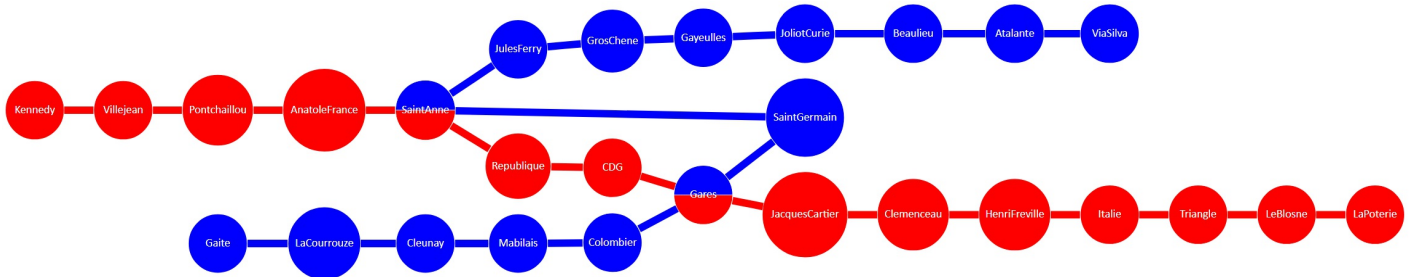 JulesFerry
GrosChene
Gayeulles
JoliotCurie
Beaulieu
Atalante
ViaSilva
Kennedy
Villejean
Pontchaillou
AnatoleFrance
SaintAnne
SaintGermain
Republique
CDG
Gares
JacquesCartier
Clemenceau
HenriFreville
Italie
Triangle
LeBlosne
LaPoterie
Gaite
LaCourrouze
Cleunay
Mabilais
Colombier